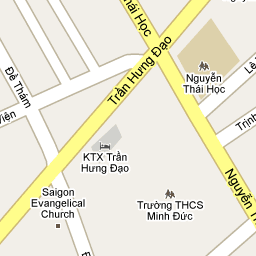 Thái Học
Trần Hưng Đạo
Đề Thám
Viện
Nguyễn
Thái Học
Lê
Trịnh
KTX Trần
Hưng Đạo
Saigon
Evangelical
Church
Trường THCS
Minh Đức
Nguyễn T